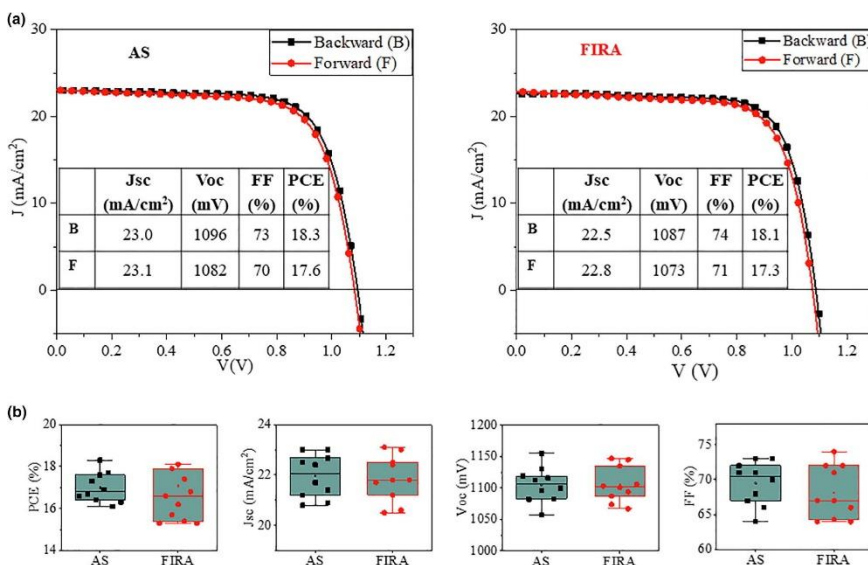 (a)
AS
Backward (B)
Forward (F)
30
20
10
0
J (mA/cm²)
Jsc (mA/cm²) Voc (mV) FF (%) PCE (%)
B 23.0 1096 73 18.3
F 23.1 1082 70 17.6
0.0 0.2 0.4 0.6 0.8 1.0 1.2
V(V)
FIRA
Backward (B)
Forward (F)
30
20
10
0
J (mA/cm²)
Jsc (mA/cm²) Voc (mV) FF (%) PCE (%)
B 22.5 1087 74 18.1
F 22.8 1073 71 17.3
0.0 0.2 0.4 0.6 0.8 1.0 1.2
V (V)
(b)
20
18
16
14
PCE (%)
AS FIRA
24
22
20
Jsc (mA/cm²)
AS FIRA
1200
1150
1100
1050
1000
Voc (mV)
AS FIRA
75
70
65
60
FF (%)
AS FIRA